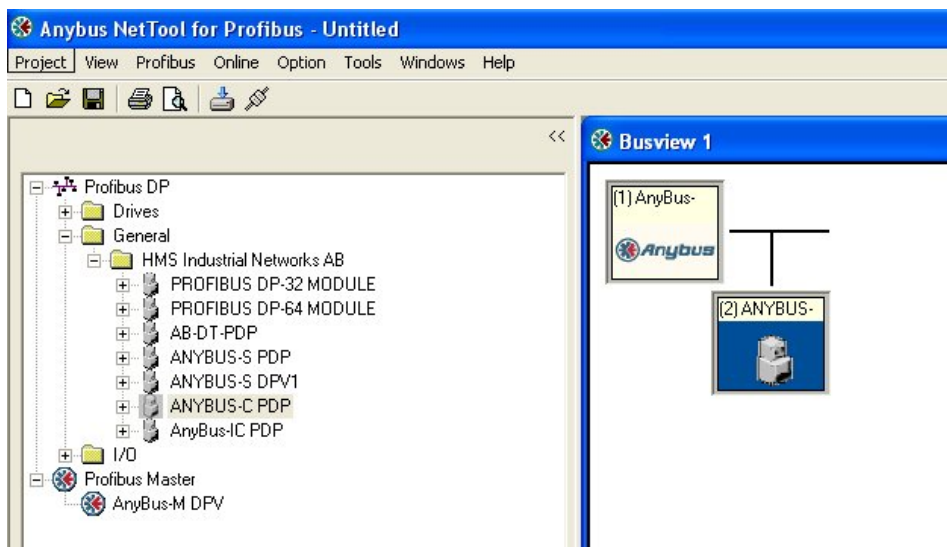 Anybus NetTool for Profibus - Untitled
Project View Profibus Online Option Tools Windows Help
<<
Profibus DP
Drives
General
HMS Industrial Networks AB
PROFIBUS DP-32 MODULE
PROFIBUS DP-64 MODULE
AB-DT-PDP
ANYBUS-S PDP
ANYBUS-S DPV1
ANYBUS-C PDP
AnyBus-IC PDP
I/O
Profibus Master
AnyBus-M DPV
Busview 1
(1) AnyBus-
Anybus
(2) ANYBUS-